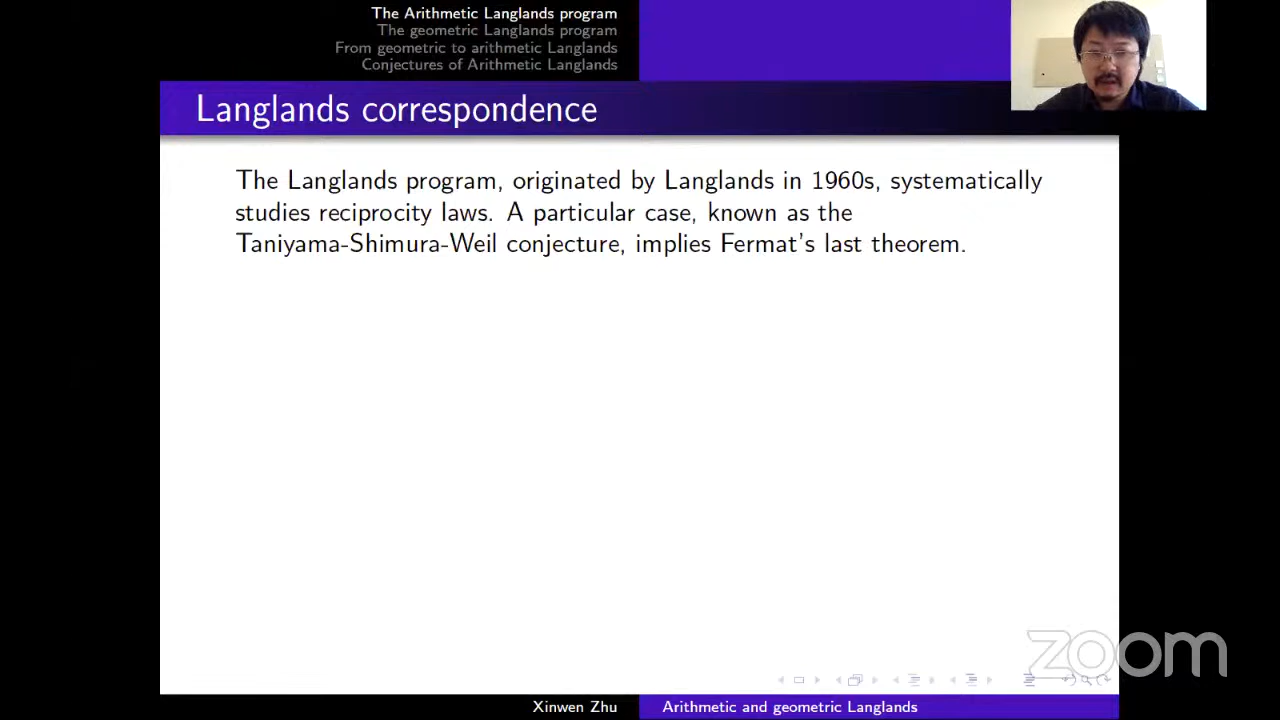 The Arithmetic Langlands program
The geometric Langlands program
From geometric to arithmetic Langlands
Conjectures of Arithmetic Langlands
Langlands correspondence
The Langlands program, originated by Langlands in 1960s, systematically
studies reciprocity laws. A particular case, known as the
Taniyama-Shimura-Weil conjecture, implies Fermat's last theorem.
zoom
Xinwen Zhu
Arithmetic and geometric Langlands